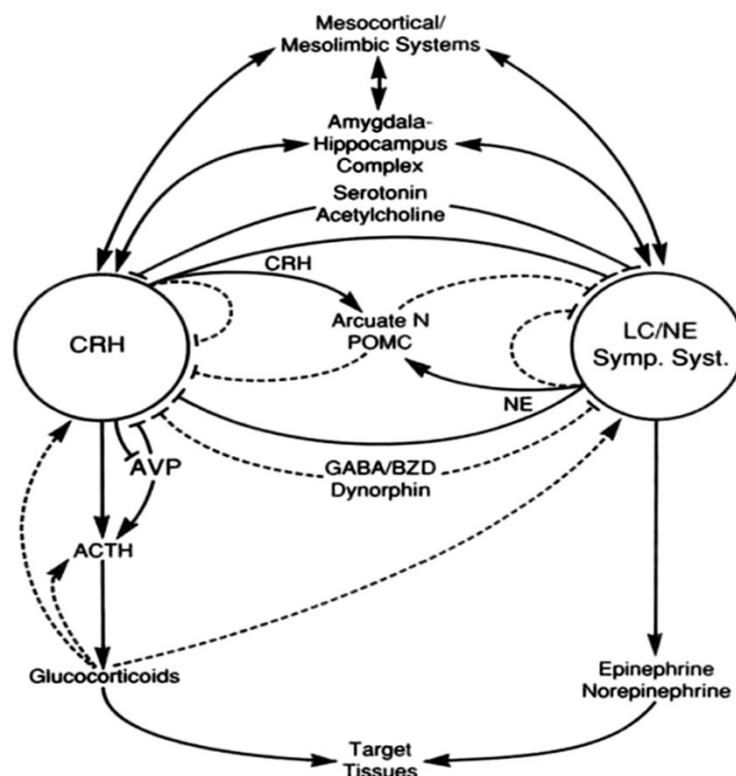 Mesocortical/
Mesolimbic Systems
Amygdala-
Hippocampus
Complex
Serotonin
Acetylcholine
CRH
Arcuate N
POMC
CRH
LC/NE
Symp. Syst.
NE
AVP
GABA/BZD
Dynorphin
ACTH
Glucocorticoids
Epinephrine
Norepinephrine
Target
Tissues